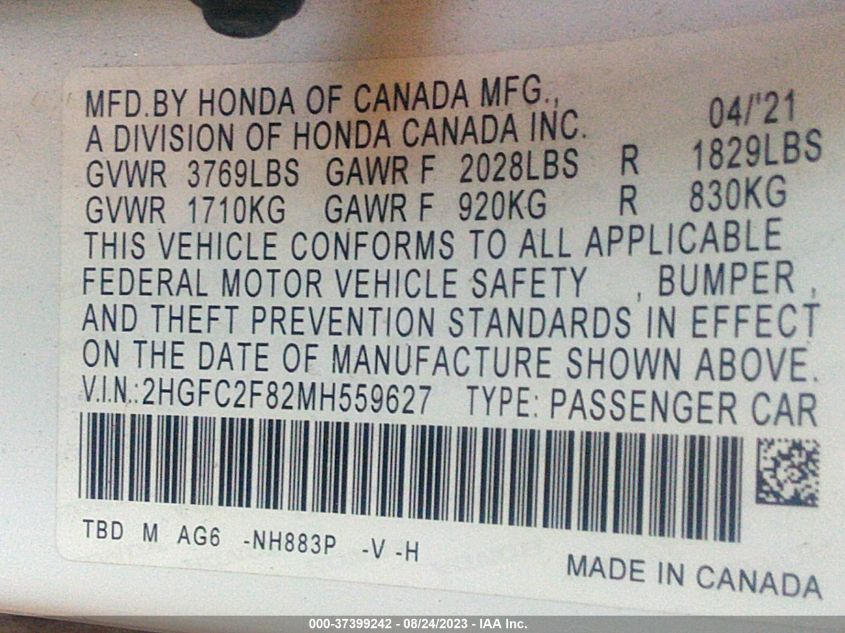 MFD.BY HONDA OF CANADA MFG., 04/'21
A DIVISION OF HONDA CANADA INC.
GVWR 3769LBS GAWR F 2028LBS R 1829LBS
GVWR 1710KG GAWR F 920KG R 830KG
THIS VEHICLE CONFORMS TO ALL APPLICABLE
FEDERAL MOTOR VEHICLE SAFETY , BUMPER ,
AND THEFT PREVENTION STANDARDS IN EFFECT
ON THE DATE OF MANUFACTURE SHOWN ABOVE.
V.I.N.:2HGFC2F82MH559627 TYPE: PASSENGER CAR
TBD M AG6 -NH883P -V -H
MADE IN CANADA
000-37399242 - 08/24/2023 - IAA Inc.